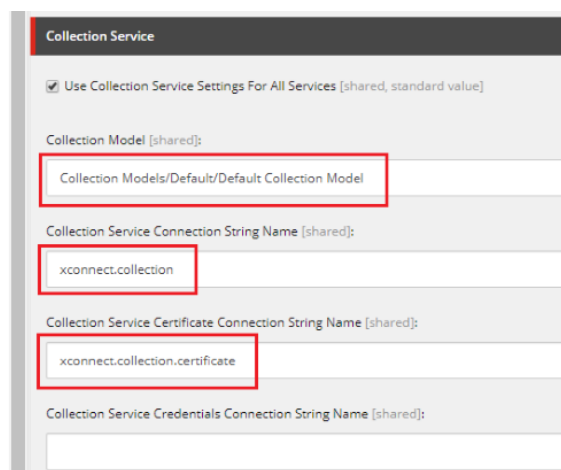 Collection Service
Use Collection Service Settings For All Services [shared, standard value]
Collection Model [shared]:
Collection Models/Default/Default Collection Model
Collection Service Connection String Name [shared]:
xconnect.collection
Collection Service Certificate Connection String Name [shared]:
xconnect.collection.certificate
Collection Service Credentials Connection String Name [shared]: